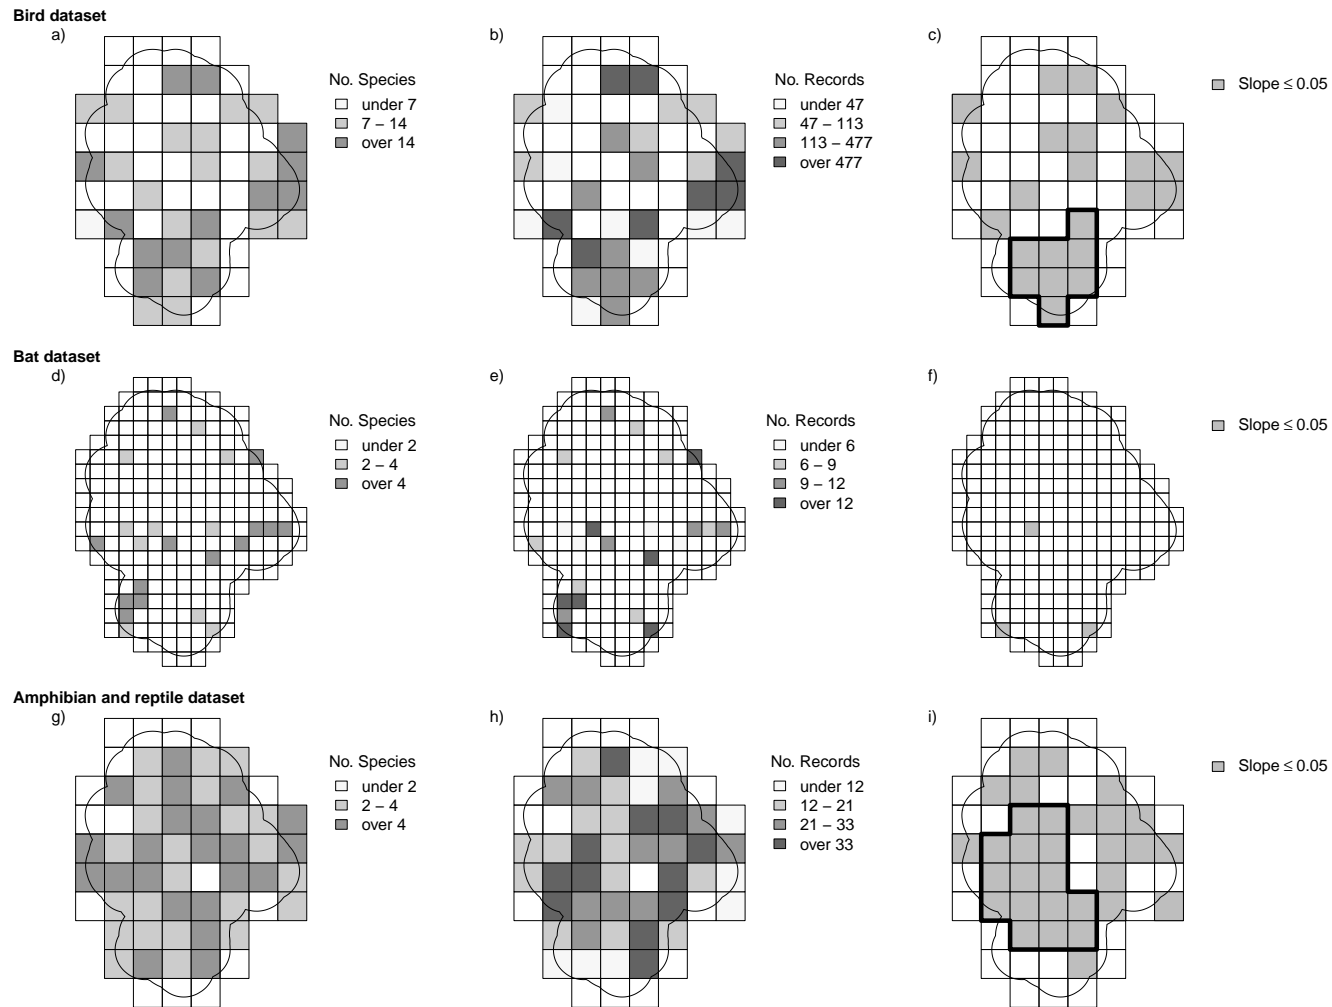 Bird dataset
a)
No. Species
under 7
7 – 14
over 14
b)
No. Records
under 47
47 – 113
113 – 477
over 477
c)
Slope ≤ 0.05
Bat dataset
d)
No. Species
under 2
2 – 4
over 4
e)
No. Records
under 6
6 – 9
9 – 12
over 12
f)
Slope ≤ 0.05
Amphibian and reptile dataset
g)
No. Species
under 2
2 – 4
over 4
h)
No. Records
under 12
12 – 21
21 – 33
over 33
i)
Slope ≤ 0.05